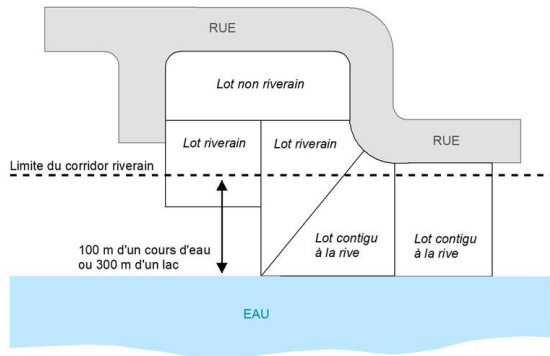 RUE
Lot non riverain
Lot riverain
Lot riverain
RUE
Limite du corridor riverain
100 m d'un cours d'eau
ou 300 m d'un lac
Lot contigu
à la rive
Lot contigu
à la rive
EAU